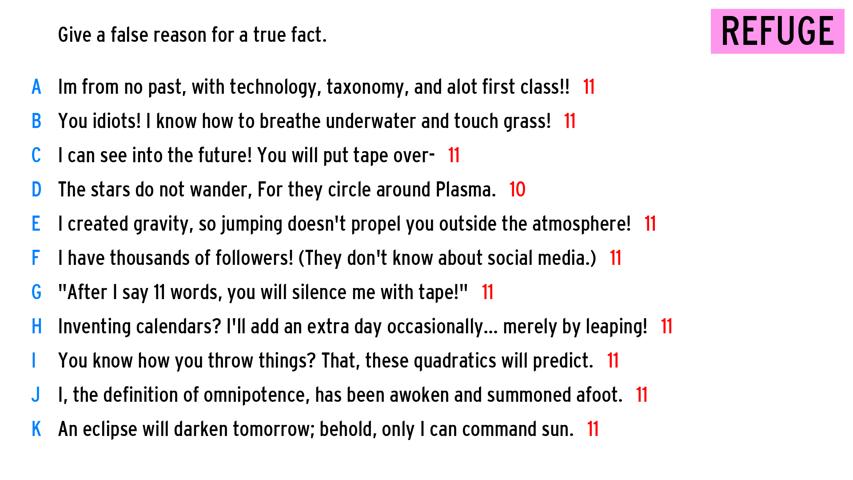 Give a false reason for a true fact.
REFUGE
A Im from no past, with technology, taxonomy, and alot first class!! 11
B You idiots! I know how to breathe underwater and touch grass! 11
C I can see into the future! You will put tape over- 11
D The stars do not wander, For they circle around Plasma. 10
E I created gravity, so jumping doesn't propel you outside the atmosphere! 11
F I have thousands of followers! (They don't know about social media.) 11
G "After I say 11 words, you will silence me with tape!" 11
H Inventing calendars? I'll add an extra day occasionally... merely by leaping! 11
I You know how you throw things? That, these quadratics will predict. 11
J I, the definition of omnipotence, has been awoken and summoned afoot. 11
K An eclipse will darken tomorrow; behold, only I can command sun. 11